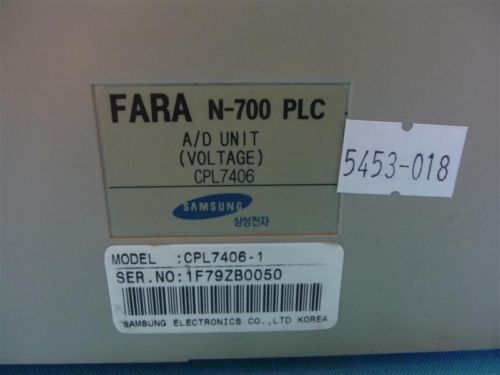 FARA N-700 PLC
A/D UNIT
(VOLTAGE)
CPL7406
5453-018
SAMSUNG
삼성전자
MODEL :CPL7406-1
SER.NO:1F79ZB0050
SAMSUNG ELECTRONICS CO.,LTD KOREA